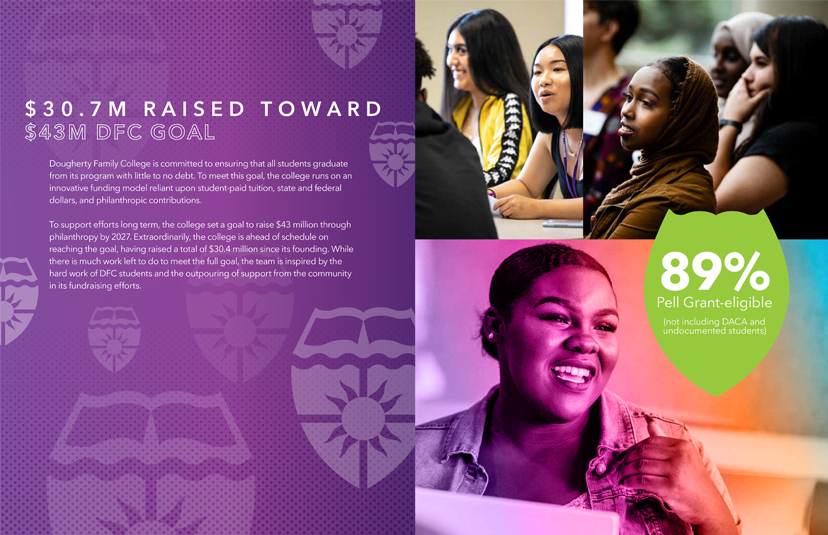 $30.7M RAISED TOWARD
$43M DFC GOAL
Dougherty Family College is committed to ensuring that all students graduate
from its program with little to no debt. To meet this goal, the college runs on an
innovative funding model reliant upon student-paid tuition, state and federal
dollars, and philanthropic contributions.
To support efforts long term, the college set a goal to raise $43 million through
philanthropy by 2027. Extraordinarily, the college is ahead of schedule on
reaching the goal, having raised a total of $30.4 million since its founding. While
there is much work left to do to meet the full goal, the team is inspired by the
hard work of DFC students and the outpouring of support from the community
in its fundraising efforts.
89%
Pell Grant-eligible
(not including DACA and
undocumented students)